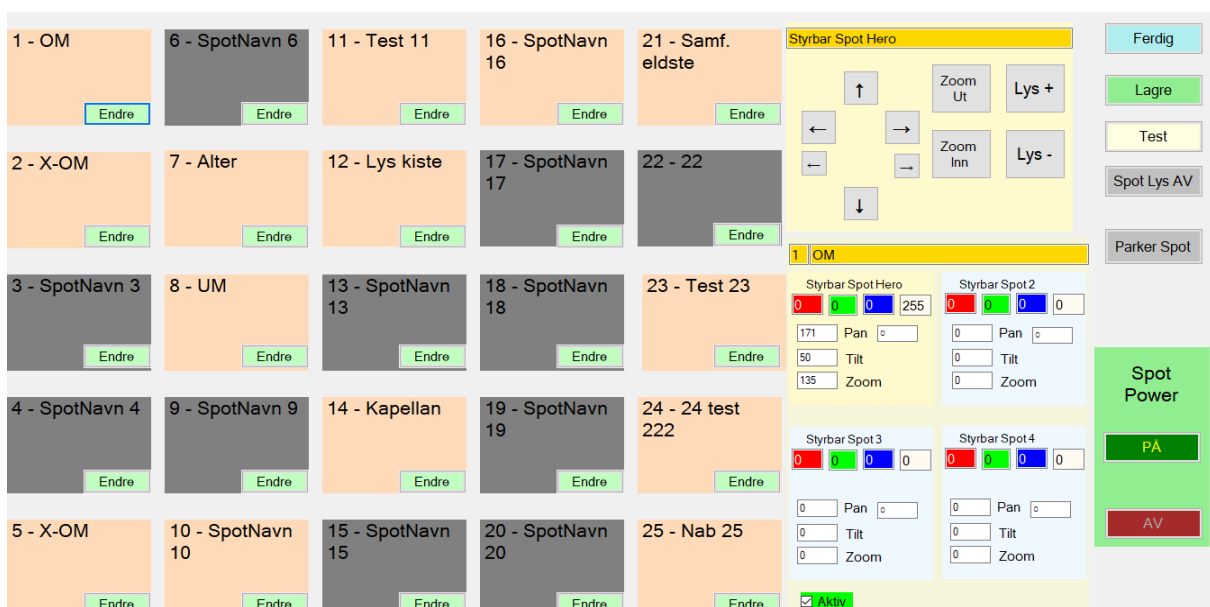 1 - OM
Endre
6 - SpotNavn 6
Endre
11 - Test 11
Endre
16 - SpotNavn
16
Endre
21 - Samf.
eldste
Endre
2 - X-OM
Endre
7 - Alter
Endre
12 - Lys kiste
Endre
17 - SpotNavn
17
Endre
22 - 22
Endre
3 - SpotNavn 3
Endre
8 - UM
Endre
13 - SpotNavn
13
Endre
18 - SpotNavn
18
Endre
23 - Test 23
Endre
4 - SpotNavn 4
Endre
9 - SpotNavn 9
Endre
14 - Kapellan
Endre
19 - SpotNavn
19
Endre
24 - 24 test
222
Endre
5 - X-OM
Endre
10 - SpotNavn
10
Endre
15 - SpotNavn
15
Endre
20 - SpotNavn
20
Endre
25 - Nab 25
Endre
Styrbar Spot Hero
↑
← →
← →
↓
Zoom
Ut
Lys +
Zoom
Inn
Lys -
1 OM
Styrbar Spot Hero
0 0 0 255
171 Pan 0
50 Tilt
135 Zoom
Styrbar Spot 2
0 0 0 0
0 Pan 0
0 Tilt
0 Zoom
Styrbar Spot 3
0 0 0 0
0 Pan 0
0 Tilt
0 Zoom
Styrbar Spot 4
0 0 0 0
0 Pan 0
0 Tilt
0 Zoom
Aktiv
Ferdig
Lagre
Test
Spot Lys AV
Parker Spot
Spot
Power
PÅ
AV